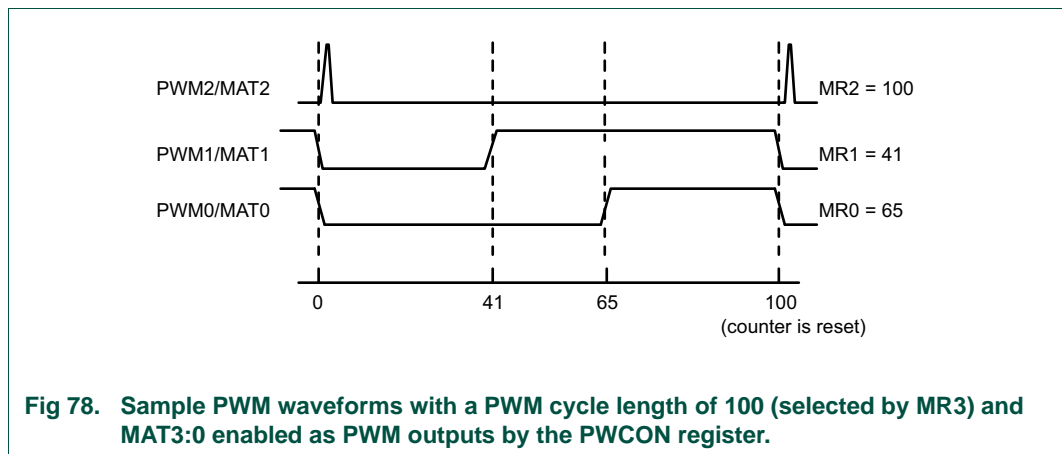 PWM2/MAT2 MR2 = 100
PWM1/MAT1 MR1 = 41
PWM0/MAT0 MR0 = 65
0 41 65 100
(counter is reset)
Fig 78. Sample PWM waveforms with a PWM cycle length of 100 (selected by MR3) and
MAT3:0 enabled as PWM outputs by the PWCON register.